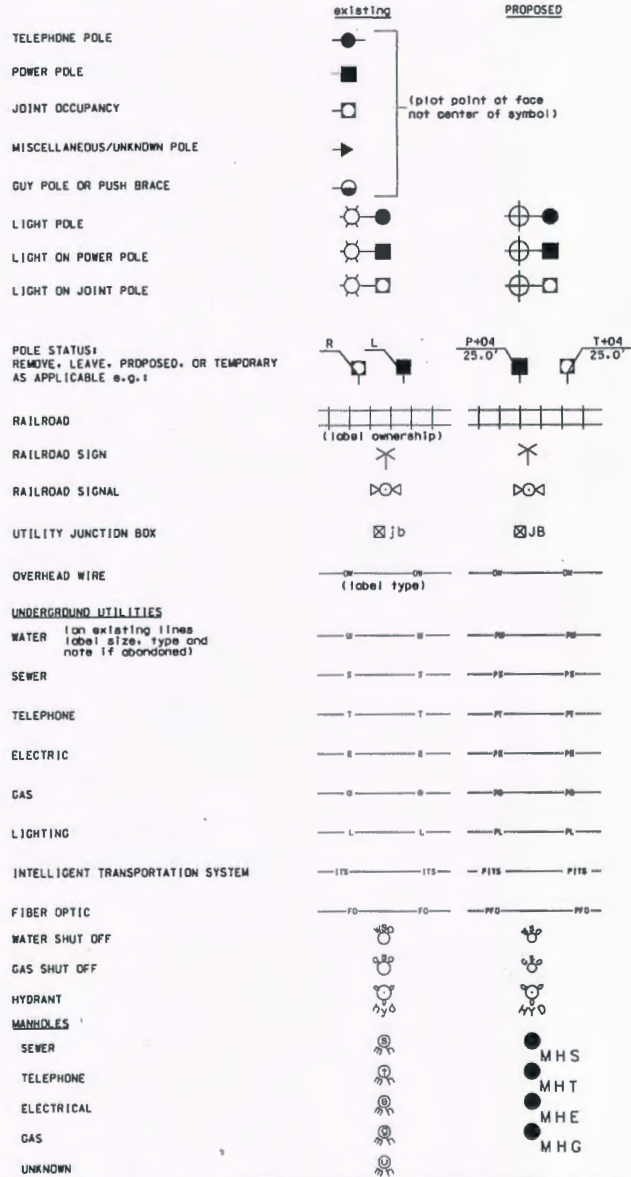 existing PROPOSED
TELEPHONE POLE
POWER POLE
JOINT OCCUPANCY
(plot point at face
not center of symbol)
MISCELLANEOUS/UNKNOWN POLE
GUY POLE OR PUSH BRACE
LIGHT POLE
LIGHT ON POWER POLE
LIGHT ON JOINT POLE
POLE STATUS:
REMOVE, LEAVE, PROPOSED, OR TEMPORARY
AS APPLICABLE e.g.:
R L P+04 25.0' T+04 25.0'
RAILROAD
(label ownership)
RAILROAD SIGN
RAILROAD SIGNAL
UTILITY JUNCTION BOX jb JB
OVERHEAD WIRE OW OW OW OW
(label type)
UNDERGROUND UTILITIES
WATER (on existing lines
label size, type and
note if abandoned)
W W PW PW
SEWER S S PS PS
TELEPHONE T T PT PT
ELECTRIC E E PE PE
GAS G G PG PG
LIGHTING L L PL PL
INTELLIGENT TRANSPORTATION SYSTEM ITS ITS PITS PITS
FIBER OPTIC FO FO PFO PFO
WATER SHUT OFF
GAS SHUT OFF
HYDRANT hyd HYD
MANHOLES
SEWER S MHS
TELEPHONE T MHT
ELECTRICAL E MHE
GAS G MHG
UNKNOWN U